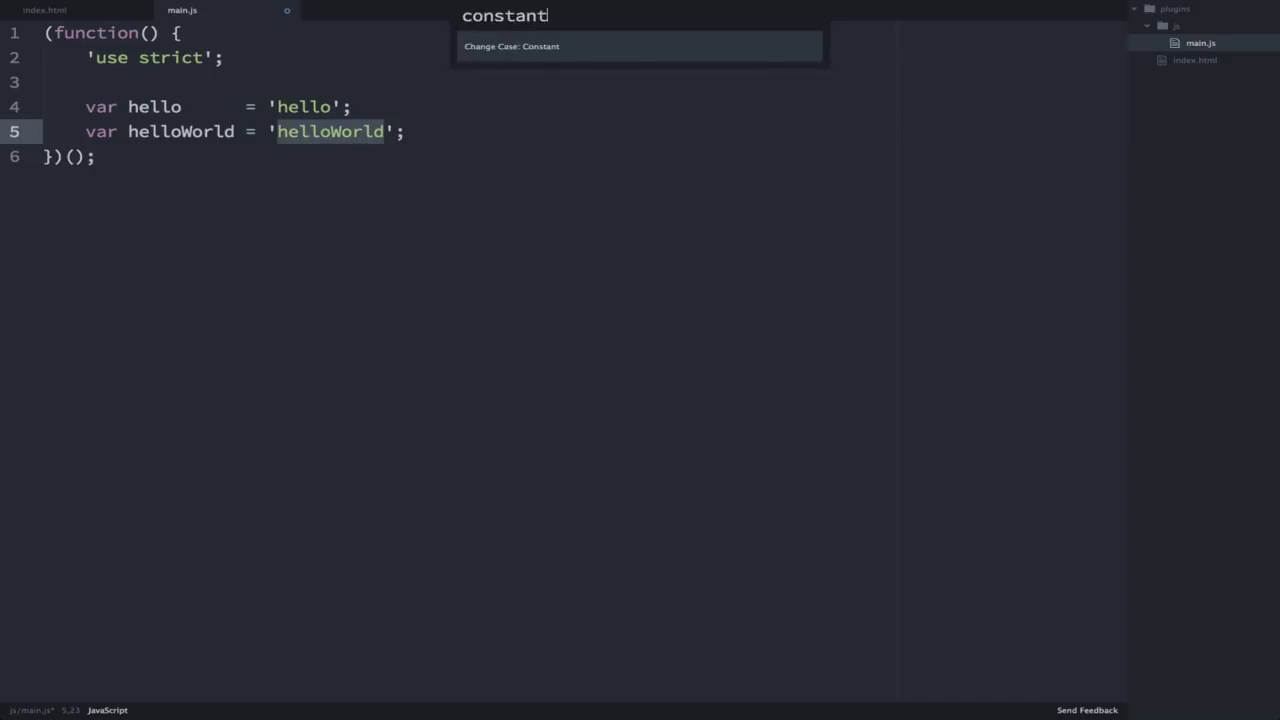 index.html
main.js
constant
Change Case: Constant
1 (function() {
2     'use strict';
3
4     var hello      = 'hello';
5     var helloWorld = 'helloWorld';
6 })();
plugins
js
main.js
index.html
js/main.js* 5,23 JavaScript
Send Feedback